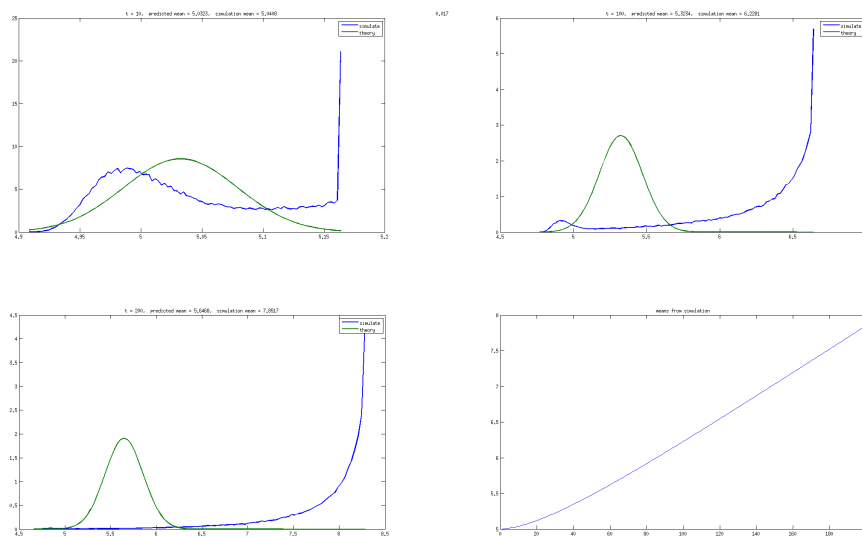 t = 10, predicted mean = 5.0323, simulation mean = 5.0408
0.017
t = 100, predicted mean = 5.3234, simulation mean = 6.2281
simulate
theory
simulate
theory
25
20
15
10
5
0
4.9 4.95 5 5.05 5.1 5.15 5.2
6
5
4
3
2
1
0
4.5 5 5.5 6 6.5
t = 200, predicted mean = 5.6468, simulation mean = 7.8517
means from simulation
simulate
theory
4.5
4
3.5
3
2.5
2
1.5
1
0.5
0
4.5 5 5.5 6 6.5 7 7.5 8 8.5
8
7.5
7
6.5
6
5.5
5
0 20 40 60 80 100 120 140 160 180